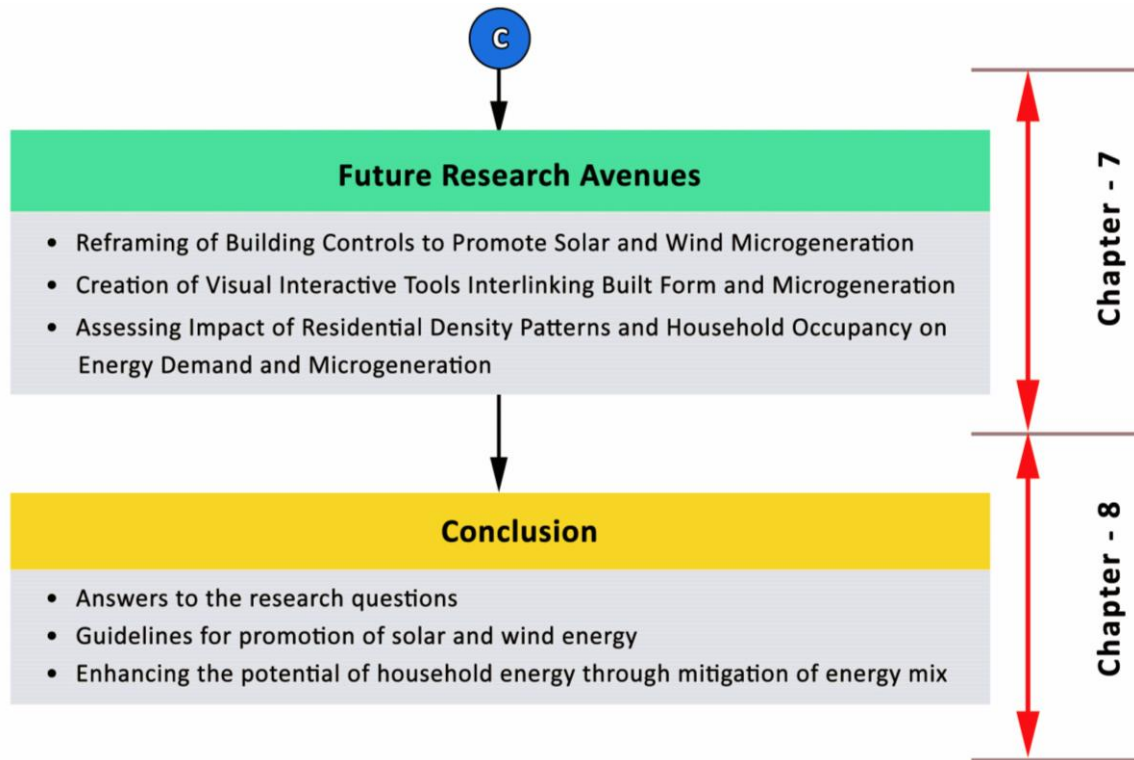 C
Future Research Avenues
• Reframing of Building Controls to Promote Solar and Wind Microgeneration
• Creation of Visual Interactive Tools Interlinking Built Form and Microgeneration
• Assessing Impact of Residential Density Patterns and Household Occupancy on
Energy Demand and Microgeneration
Chapter - 7
Conclusion
• Answers to the research questions
• Guidelines for promotion of solar and wind energy
• Enhancing the potential of household energy through mitigation of energy mix
Chapter - 8